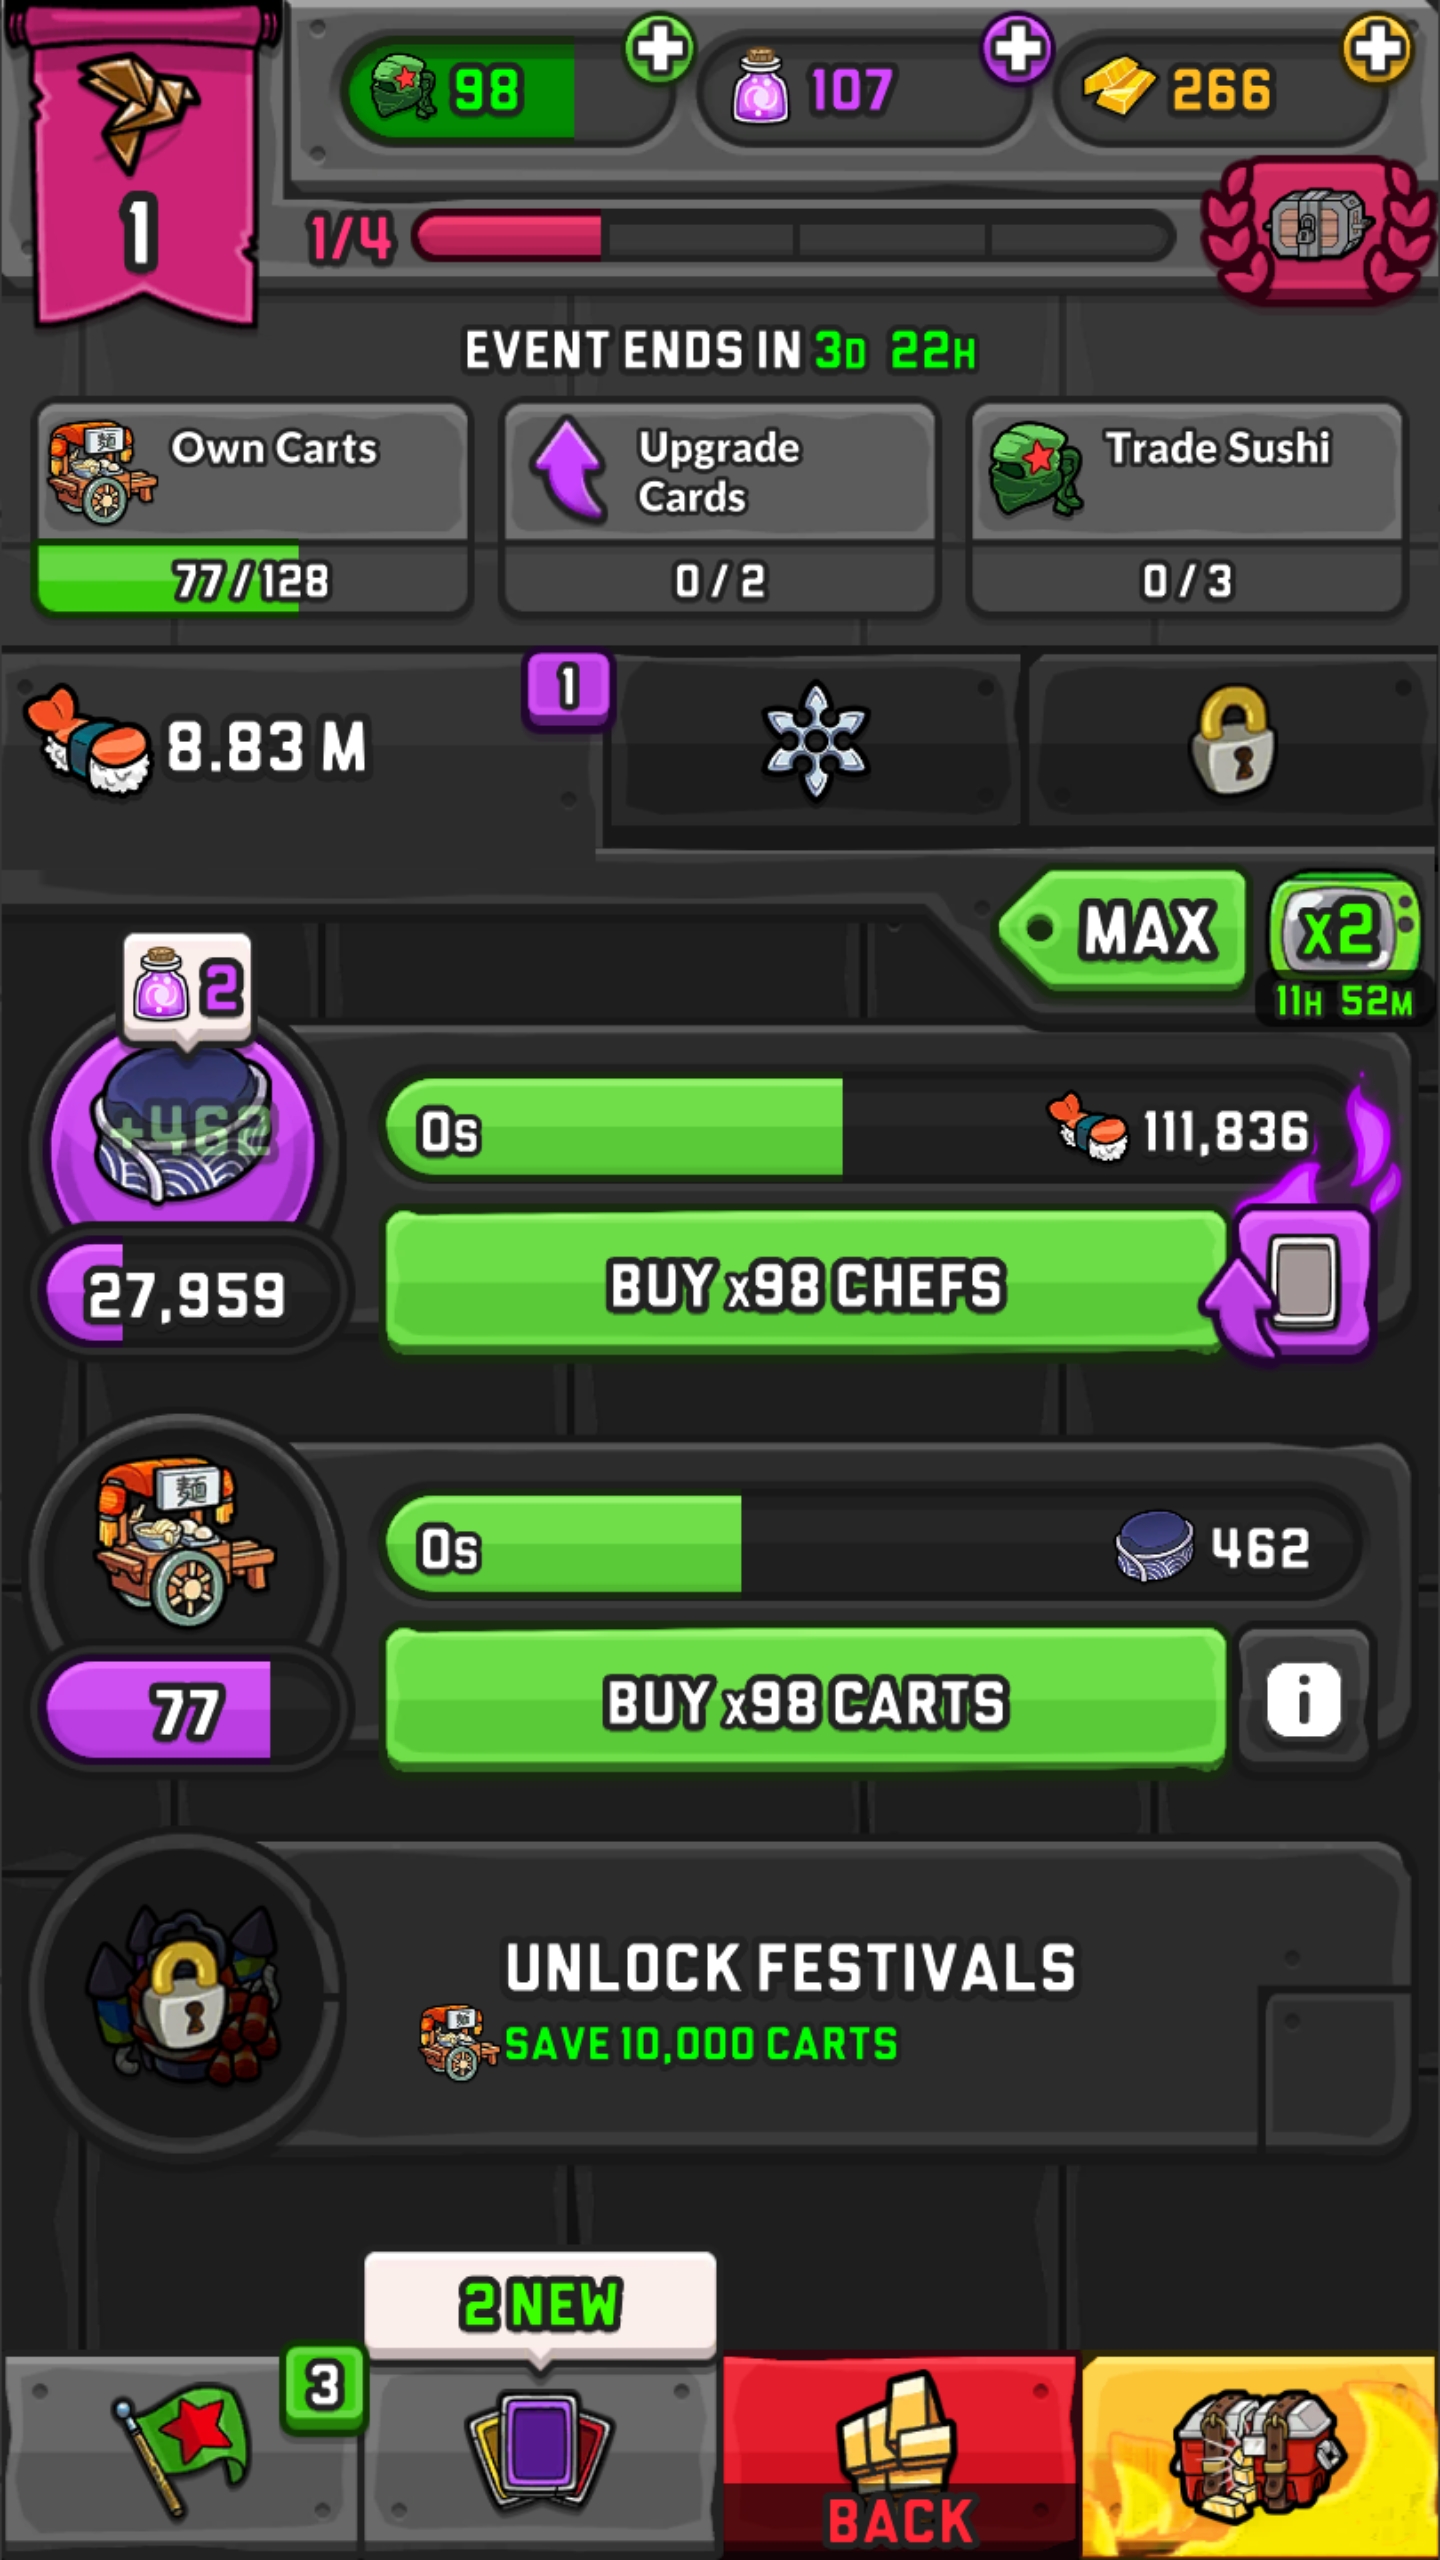 98
107
266
1
1/4
EVENT ENDS IN 3D 22H
Own Carts
77/128
Upgrade
Cards
0/2
Trade Sushi
0/3
8.83 M
1
MAX
x2
11H 52M
2
+462
0s
111,836
27,959
BUY x98 CHEFS
麺
0s
462
77
BUY x98 CARTS
i
UNLOCK FESTIVALS
SAVE 10,000 CARTS
2 NEW
3
BACK